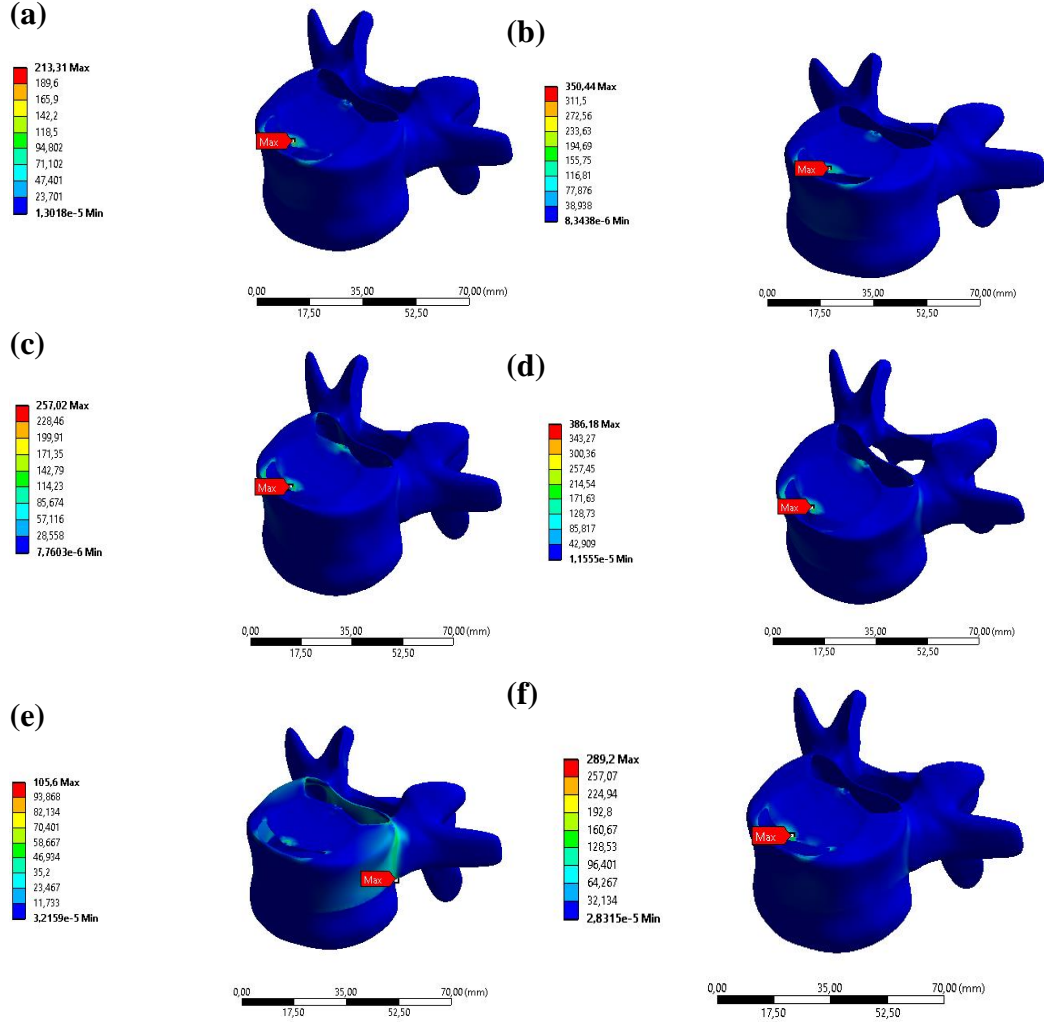 (a)
213,31 Max
189,6
165,9
142,2
118,5
94,802
71,102
47,401
23,701
1,3018e-5 Min
Max
0,00 35,00 70,00 (mm)
17,50 52,50
(b)
350,44 Max
311,5
272,56
233,63
194,69
155,75
116,81
77,876
38,938
8,3438e-6 Min
Max
0,00 35,00 70,00 (mm)
17,50 52,50
(c)
257,02 Max
228,46
199,91
171,35
142,79
114,23
85,674
57,116
28,558
7,7603e-6 Min
Max
0,00 35,00 70,00 (mm)
17,50 52,50
(d)
386,18 Max
343,27
300,36
257,45
214,54
171,63
128,73
85,817
42,909
1,1555e-5 Min
Max
0,00 35,00 70,00 (mm)
17,50 52,50
(e)
105,6 Max
93,868
82,134
70,401
58,667
46,934
35,2
23,467
11,733
3,2159e-5 Min
Max
0,00 35,00 70,00 (mm)
17,50 52,50
(f)
289,2 Max
257,07
224,94
192,8
160,67
128,53
96,401
64,267
32,134
2,8315e-5 Min
Max
0,00 35,00 70,00 (mm)
17,50 52,50